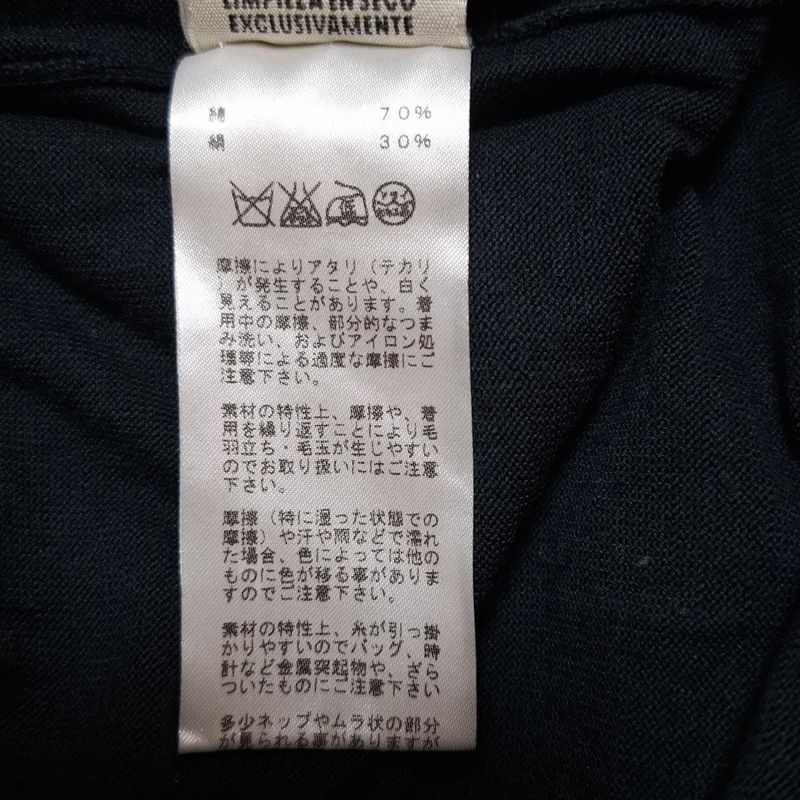 LIMPIEZA EN SECO
EXCLUSIVAMENTE
綿 70%
絹 30%
摩擦によりアタリ(テカリ
)が発生することや、白く
見えることがあります。着
用中の摩擦、部分的なつま
み洗い、およびアイロン処
理等による過度な摩擦にご
注意下さい。
素材の特性上、摩擦や、着
用を繰り返すことにより毛
羽立ち・毛玉が生じやすい
のでお取り扱いにはご注意
下さい。
摩擦(特に湿った状態での
摩擦)や汗や雨などで濡れ
た場合、色によっては他の
ものに色が移る事がありま
すのでご注意下さい。
素材の特性上、糸が引っ掛
かりやすいのでバッグ、時
計など金属突起物や、ざら
ついたものにご注意下さい
多少ネップやムラ状の部分
が見られる事がありますが